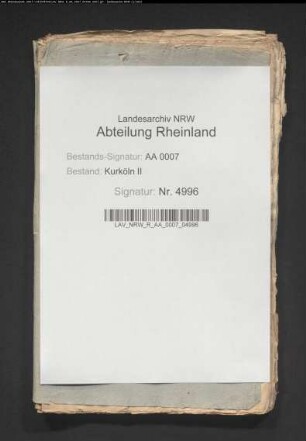 Landesarchiv NRW
Abteilung Rheinland
Bestands-Signatur: AA 0007
Bestand: Kurköln II
Signatur: Nr. 4996
LAV_NRW_R_AA_0007_04996